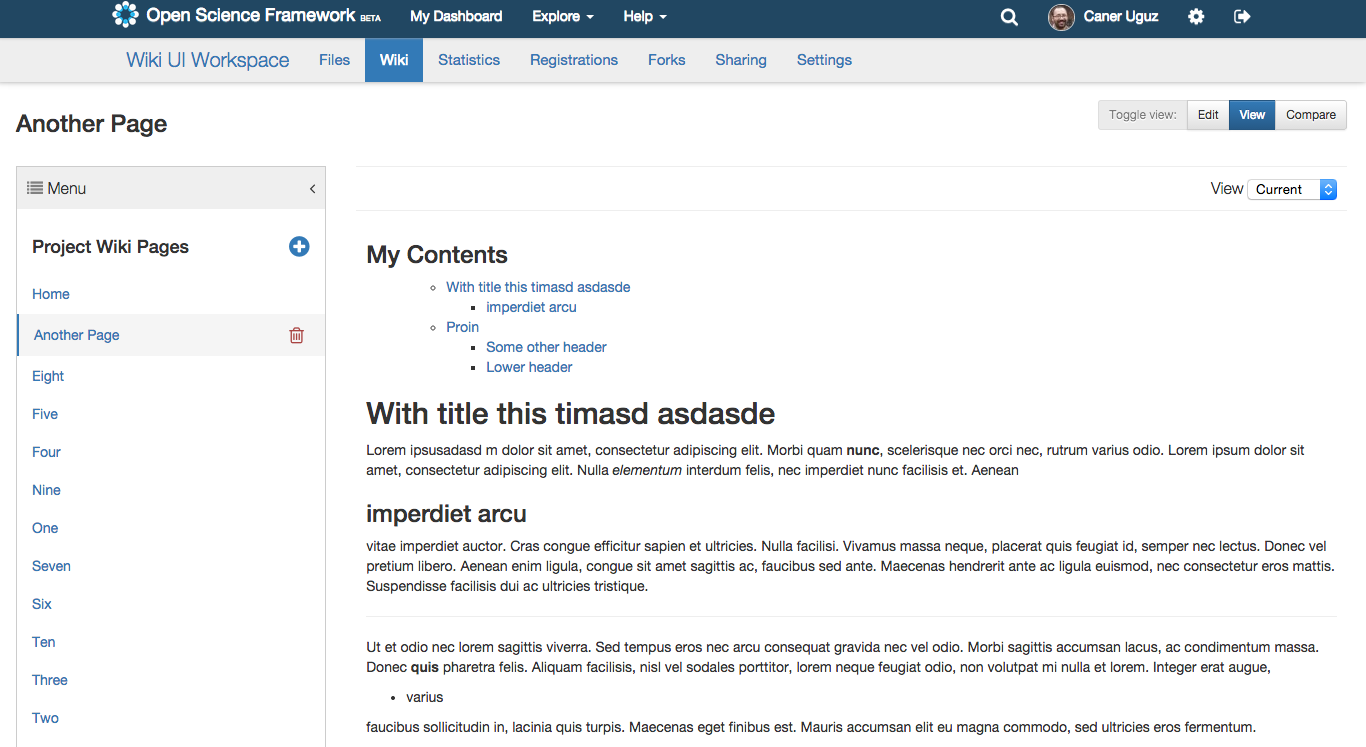 Open Science Framework BETA My Dashboard Explore Help Caner Uguz
Wiki UI Workspace Files Wiki Statistics Registrations Forks Sharing Settings
Another Page
Toggle view: Edit View Compare
Menu
View Current
Project Wiki Pages
Home
Another Page
Eight
Five
Four
Nine
One
Seven
Six
Ten
Three
Two
My Contents
With title this timasd asdasde
imperdiet arcu
Proin
Some other header
Lower header
With title this timasd asdasde
Lorem ipsusadasd m dolor sit amet, consectetur adipiscing elit. Morbi quam nunc, scelerisque nec orci nec, rutrum varius odio. Lorem ipsum dolor sit
amet, consectetur adipiscing elit. Nulla elementum interdum felis, nec imperdiet nunc facilisis et. Aenean
imperdiet arcu
vitae imperdiet auctor. Cras congue efficitur sapien et ultricies. Nulla facilisi. Vivamus massa neque, placerat quis feugiat id, semper nec lectus. Donec vel
pretium libero. Aenean enim ligula, congue sit amet sagittis ac, faucibus sed ante. Maecenas hendrerit ante ac ligula euismod, nec consectetur eros mattis.
Suspendisse facilisis dui ac ultricies tristique.
Ut et odio nec lorem sagittis viverra. Sed tempus eros nec arcu consequat gravida nec vel odio. Morbi sagittis accumsan lacus, ac condimentum massa.
Donec quis pharetra felis. Aliquam facilisis, nisl vel sodales porttitor, lorem neque feugiat odio, non volutpat mi nulla et lorem. Integer erat augue,
varius
faucibus sollicitudin in, lacinia quis turpis. Maecenas eget finibus est. Mauris accumsan elit eu magna commodo, sed ultricies eros fermentum.